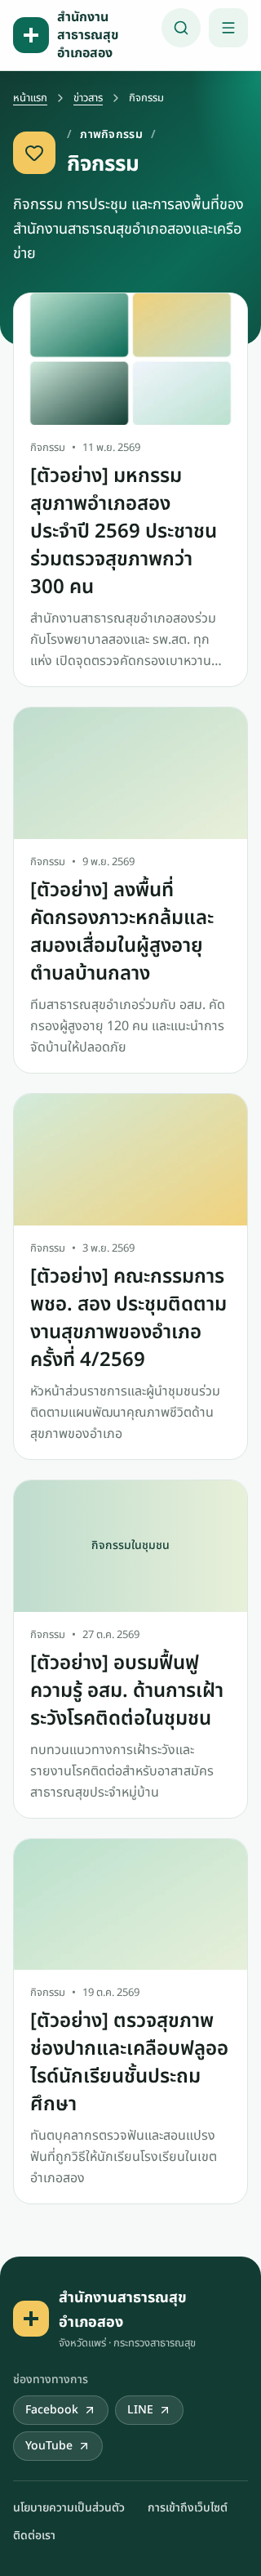 สำนักงาน
สาธารณสุข
อำเภอสอง
หน้าแรก
ข่าวสาร
กิจกรรม
/ ภาพกิจกรรม /
กิจกรรม
กิจกรรม การประชุม และการลงพื้นที่ของ
สำนักงานสาธารณสุขอำเภอสองและเครือ
ข่าย
กิจกรรม • 11 พ.ย. 2569
[ตัวอย่าง] มหกรรม
สุขภาพอำเภอสอง
ประจำปี 2569 ประชาชน
ร่วมตรวจสุขภาพกว่า
300 คน
สำนักงานสาธารณสุขอำเภอสองร่วม
กับโรงพยาบาลสองและ รพ.สต. ทุก
แห่ง เปิดจุดตรวจคัดกรองเบาหวาน…
กิจกรรม • 9 พ.ย. 2569
[ตัวอย่าง] ลงพื้นที่
คัดกรองภาวะหกล้มและ
สมองเสื่อมในผู้สูงอายุ
ตำบลบ้านกลาง
ทีมสาธารณสุขอำเภอร่วมกับ อสม. คัด
กรองผู้สูงอายุ 120 คน และแนะนำการ
จัดบ้านให้ปลอดภัย
กิจกรรม • 3 พ.ย. 2569
[ตัวอย่าง] คณะกรรมการ
พชอ. สอง ประชุมติดตาม
งานสุขภาพของอำเภอ
ครั้งที่ 4/2569
หัวหน้าส่วนราชการและผู้นำชุมชนร่วม
ติดตามแผนพัฒนาคุณภาพชีวิตด้าน
สุขภาพของอำเภอ
กิจกรรมในชุมชน
กิจกรรม • 27 ต.ค. 2569
[ตัวอย่าง] อบรมฟื้นฟู
ความรู้ อสม. ด้านการเฝ้า
ระวังโรคติดต่อในชุมชน
ทบทวนแนวทางการเฝ้าระวังและ
รายงานโรคติดต่อสำหรับอาสาสมัคร
สาธารณสุขประจำหมู่บ้าน
กิจกรรม • 19 ต.ค. 2569
[ตัวอย่าง] ตรวจสุขภาพ
ช่องปากและเคลือบฟลูออ
ไรด์นักเรียนชั้นประถม
ศึกษา
ทันตบุคลากรตรวจฟันและสอนแปรง
ฟันที่ถูกวิธีให้นักเรียนโรงเรียนในเขต
อำเภอสอง
สำนักงานสาธารณสุข
อำเภอสอง
จังหวัดแพร่ · กระทรวงสาธารณสุข
ช่องทางทางการ
Facebook
LINE
YouTube
นโยบายความเป็นส่วนตัว
การเข้าถึงเว็บไซต์
ติดต่อเรา